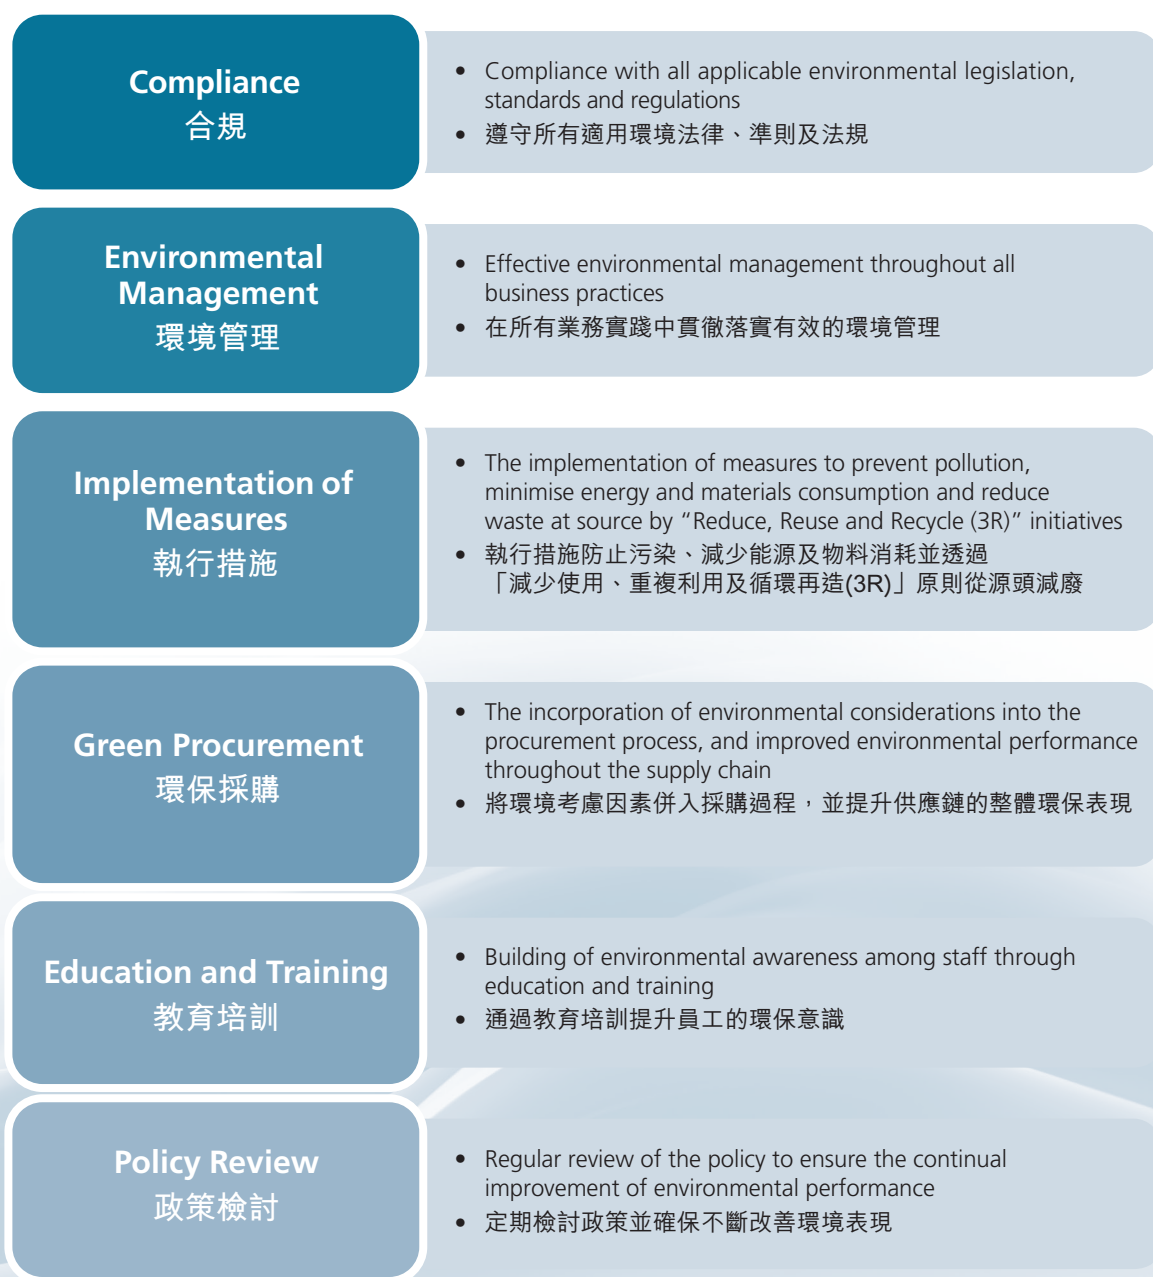 Compliance
合規
• Compliance with all applicable environmental legislation,
standards and regulations
• 遵守所有適用環境法律、準則及法規
Environmental
Management
環境管理
• Effective environmental management throughout all
business practices
• 在所有業務實踐中貫徹落實有效的環境管理
Implementation of
Measures
執行措施
• The implementation of measures to prevent pollution,
minimise energy and materials consumption and reduce
waste at source by “Reduce, Reuse and Recycle (3R)” initiatives
• 執行措施防止污染、減少能源及物料消耗並透過
「減少使用、重複利用及循環再造(3R)」原則從源頭減廢
Green Procurement
環保採購
• The incorporation of environmental considerations into the
procurement process, and improved environmental performance
throughout the supply chain
• 將環境考慮因素併入採購過程，並提升供應鏈的整體環保表現
Education and Training
教育培訓
• Building of environmental awareness among staff through
education and training
• 通過教育培訓提升員工的環保意識
Policy Review
政策檢討
• Regular review of the policy to ensure the continual
improvement of environmental performance
• 定期檢討政策並確保不斷改善環境表現